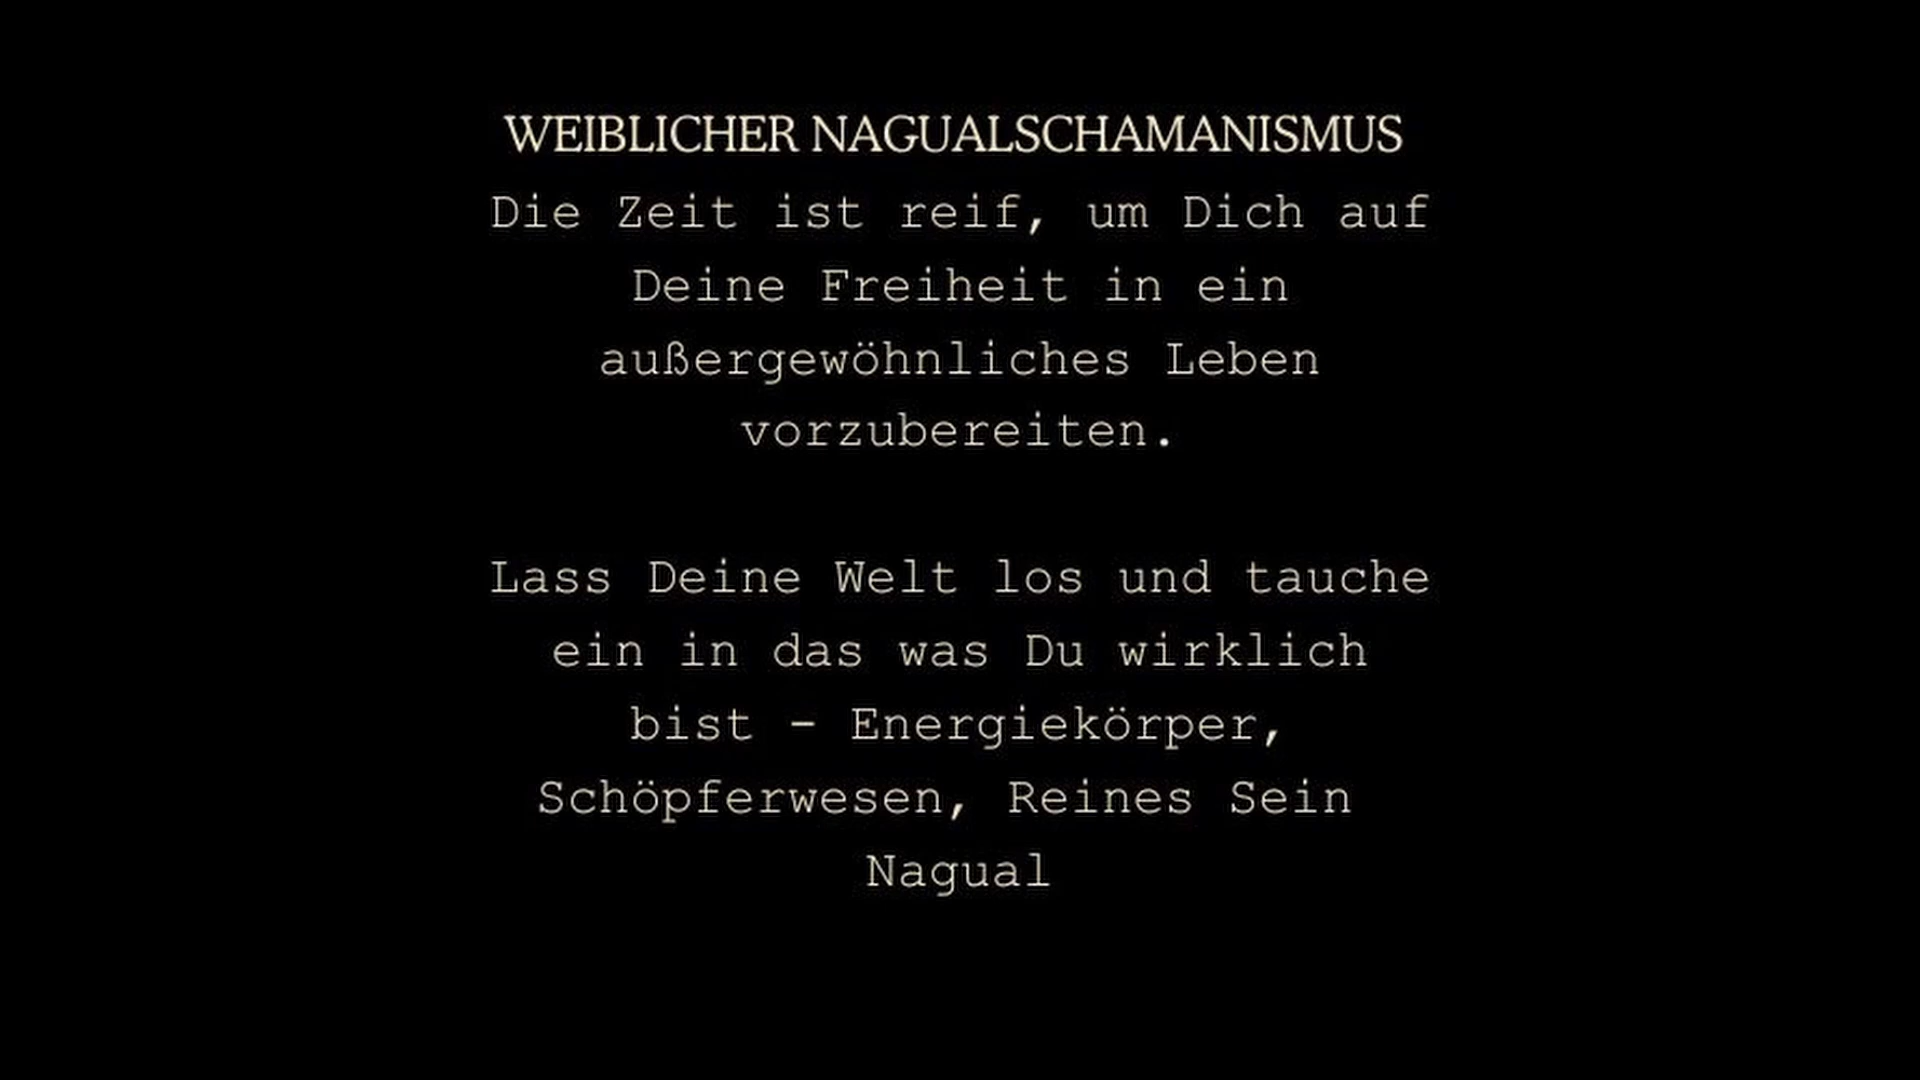 WEIBLICHER NAGUALSCHAMANISMUS
Die Zeit ist reif, um Dich auf
Deine Freiheit in ein
außergewöhnliches Leben
vorzubereiten.
Lass Deine Welt los und tauche
ein in das was Du wirklich
bist - Energiekörper,
Schöpferwesen, Reines Sein
Nagual